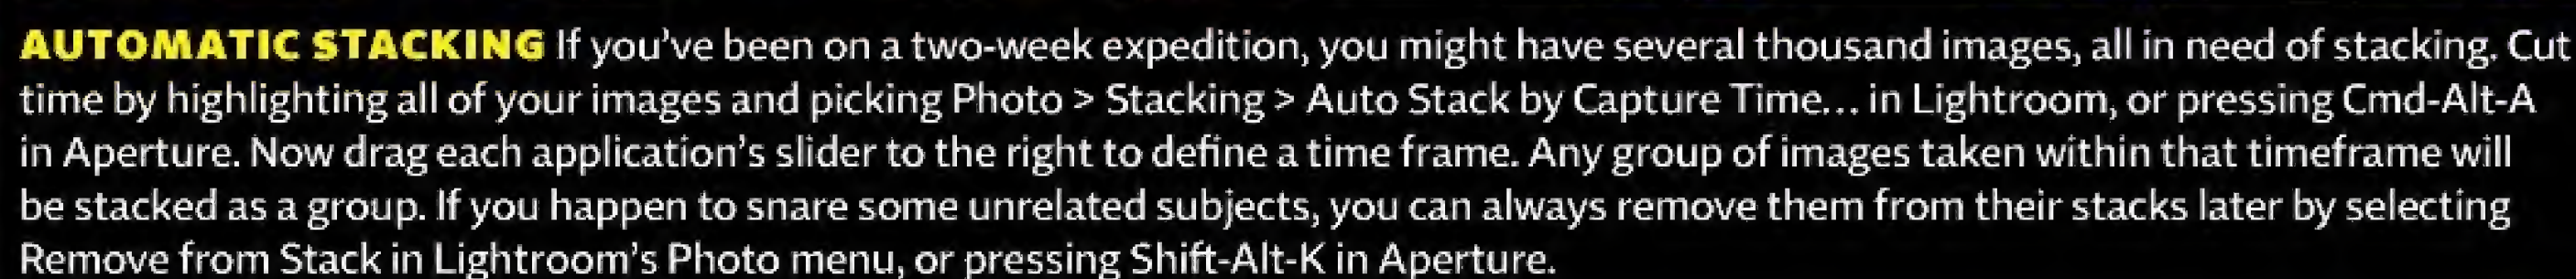 AUTOMATIC STACKING If you've been on a two-week expedition, you might have several thousand images, all in need of stacking. Cut
time by highlighting all of your images and picking Photo > Stacking > Auto Stack by Capture Time... in Lightroom, or pressing Cmd-Alt-A
in Aperture. Now drag each application's slider to the right to define a time frame. Any group of images taken within that timeframe will
be stacked as a group. If you happen to snare some unrelated subjects, you can always remove them from their stacks later by selecting
Remove from Stack in Lightroom's Photo menu, or pressing Shift-Alt-K in Aperture.